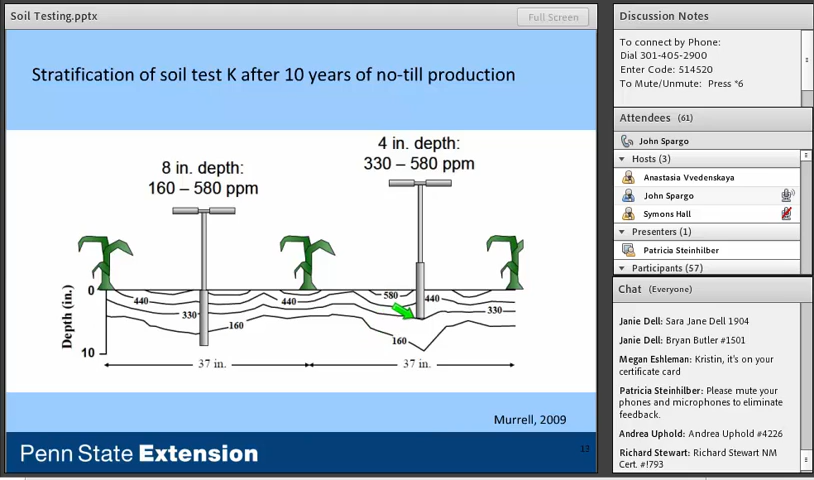 Soil Testing.pptx
Full Screen
Stratification of soil test K after 10 years of no-till production
8 in. depth:
160 – 580 ppm
4 in. depth:
330 – 580 ppm
Depth (in.)
0
10
440
330
160
440
580
440
330
160
37 in.
37 in.
Murrell, 2009
Penn State Extension
13
Discussion Notes
To connect by Phone:
Dial 301-405-2900
Enter Code: 514520
To Mute/Unmute: Press *6
Attendees (61)
John Spargo
Hosts (3)
Anastasia Vvedenskaya
John Spargo
Symons Hall
Presenters (1)
Patricia Steinhilber
Participants (57)
Chat (Everyone)
Janie Dell: Sara Jane Dell 1904
Janie Dell: Bryan Butler #1501
Megan Eshleman: Kristin, it's on your
certificate card
Patricia Steinhilber: Please mute your
phones and microphones to eliminate
feedback.
Andrea Uphold: Andrea Uphold #4226
Richard Stewart: Richard Stewart NM
Cert. #!793